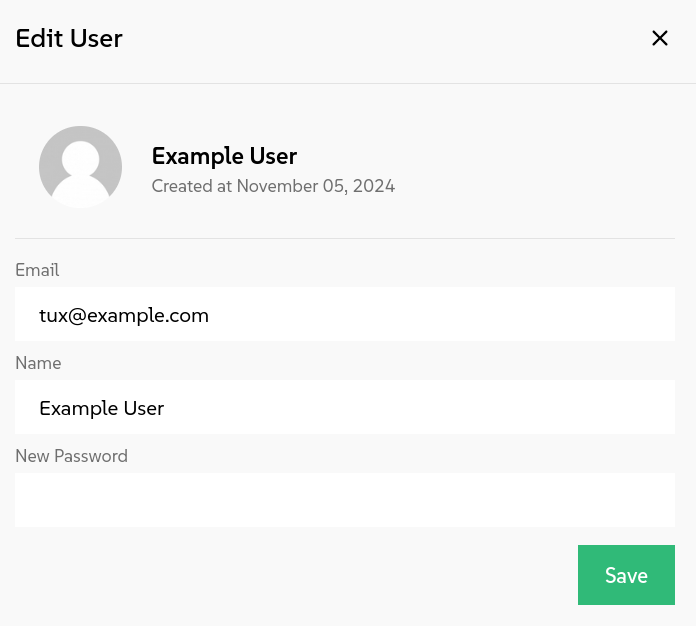 Edit User
Example User
Created at November 05, 2024
Email
tux@example.com
Name
Example User
New Password
Save